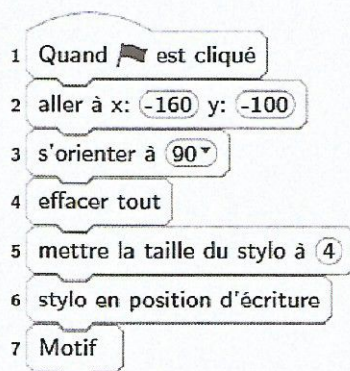 1 Quand est cliqué
2 aller à x: -160 y: -100
3 s'orienter à 90
4 effacer tout
5 mettre la taille du stylo à 4
6 stylo en position d'écriture
7 Motif